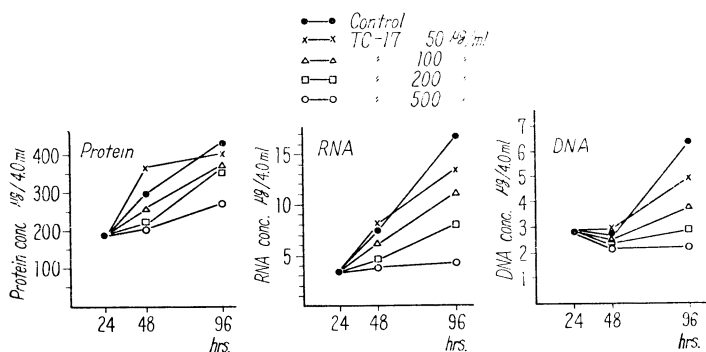 Control
TC-17 50 μg/ml
" 100 "
" 200 "
" 500 "
Protein
Protein conc μg/4.0ml
400
300
200
100
24 48 96
hrs.
RNA
RNA conc. μg/4.0ml
15
10
5
24 48 96
hrs.
DNA
DNA conc. μg/4.0ml
7
6
5
4
3
2
1
24 48 96
hrs.